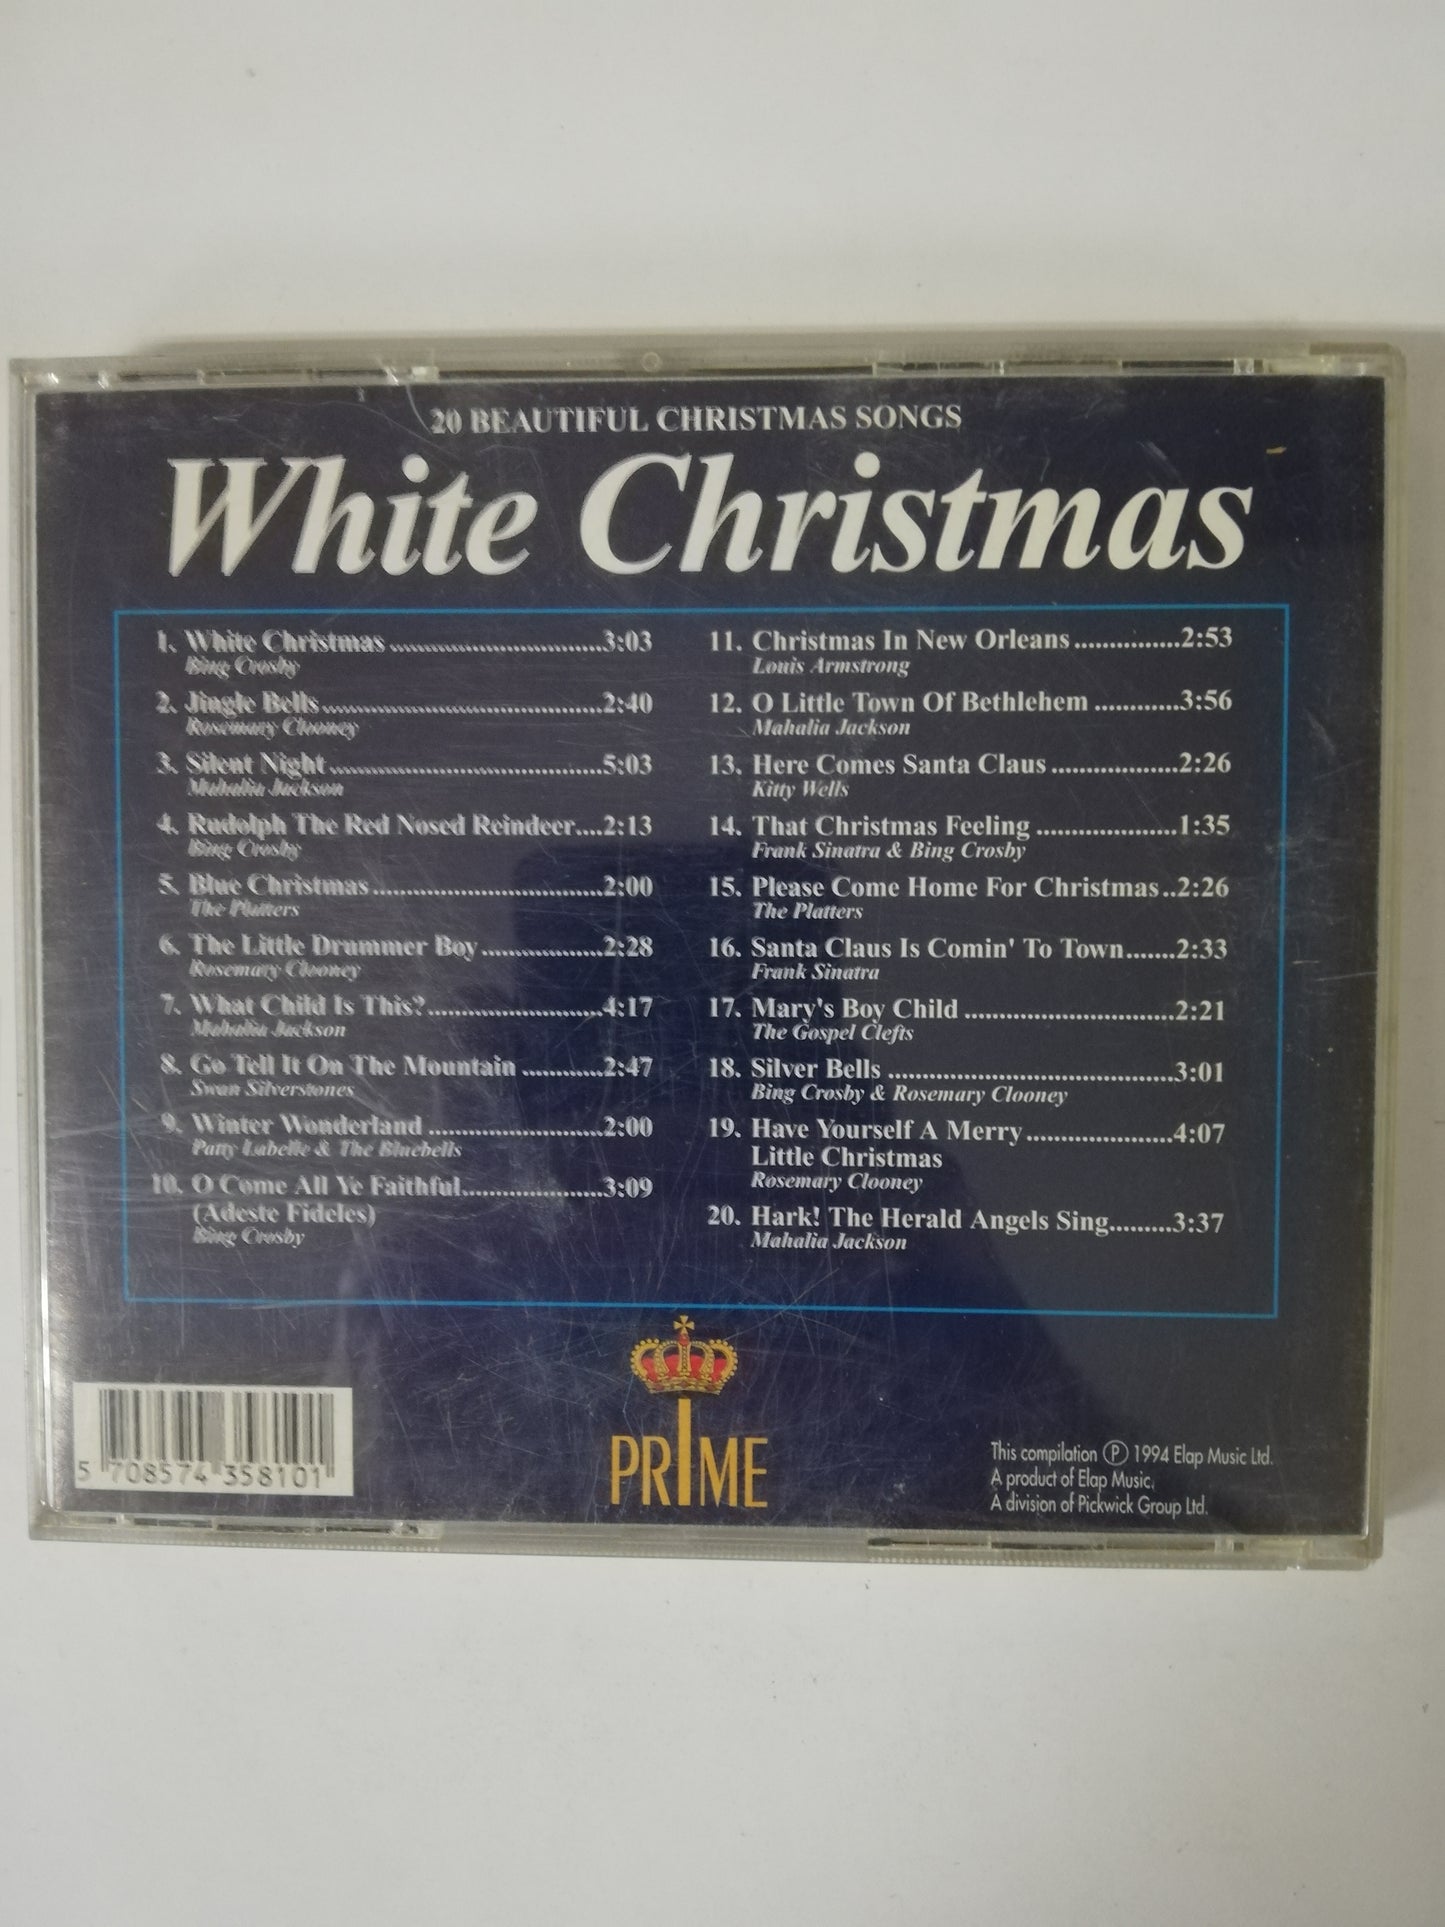 20 BEAUTIFUL CHRISTMAS SONGS
White Christmas
1. White Christmas ..................................3:03
Bing Crosby
2. Jingle Bells.............................................2:40
Rosemary Clooney
3. Silent Night ............................................5:03
Mahalia Jackson
4. Rudolph The Red Nosed Reindeer....2:13
Bing Crosby
5. Blue Christmas .....................................2:00
The Platters
6. The Little Drummer Boy ....................2:28
Rosemary Clooney
7. What Child Is This?.............................4:17
Mahalia Jackson
8. Go Tell It On The Mountain .............2:47
Swan Silverstones
9. Winter Wonderland .............................2:00
Patty Labelle & The Bluebells
10. O Come All Ye Faithful.......................3:09
(Adeste Fideles)
Bing Crosby
11. Christmas In New Orleans ................2:53
Louis Armstrong
12. O Little Town Of Bethlehem .............3:56
Mahalia Jackson
13. Here Comes Santa Claus ...................2:26
Kitty Wells
14. That Christmas Feeling .....................1:35
Frank Sinatra & Bing Crosby
15. Please Come Home For Christmas..2:26
The Platters
16. Santa Claus Is Comin' To Town.......2:33
Frank Sinatra
17. Mary's Boy Child ................................2:21
The Gospel Clefts
18. Silver Bells ............................................3:01
Bing Crosby & Rosemary Clooney
19. Have Yourself A Merry......................4:07
Little Christmas
Rosemary Clooney
20. Hark! The Herald Angels Sing.........3:37
Mahalia Jackson
5 708574 358101
PRIME
This compilation Ⓟ 1994 Elap Music Ltd.
A product of Elap Music.
A division of Pickwick Group Ltd.